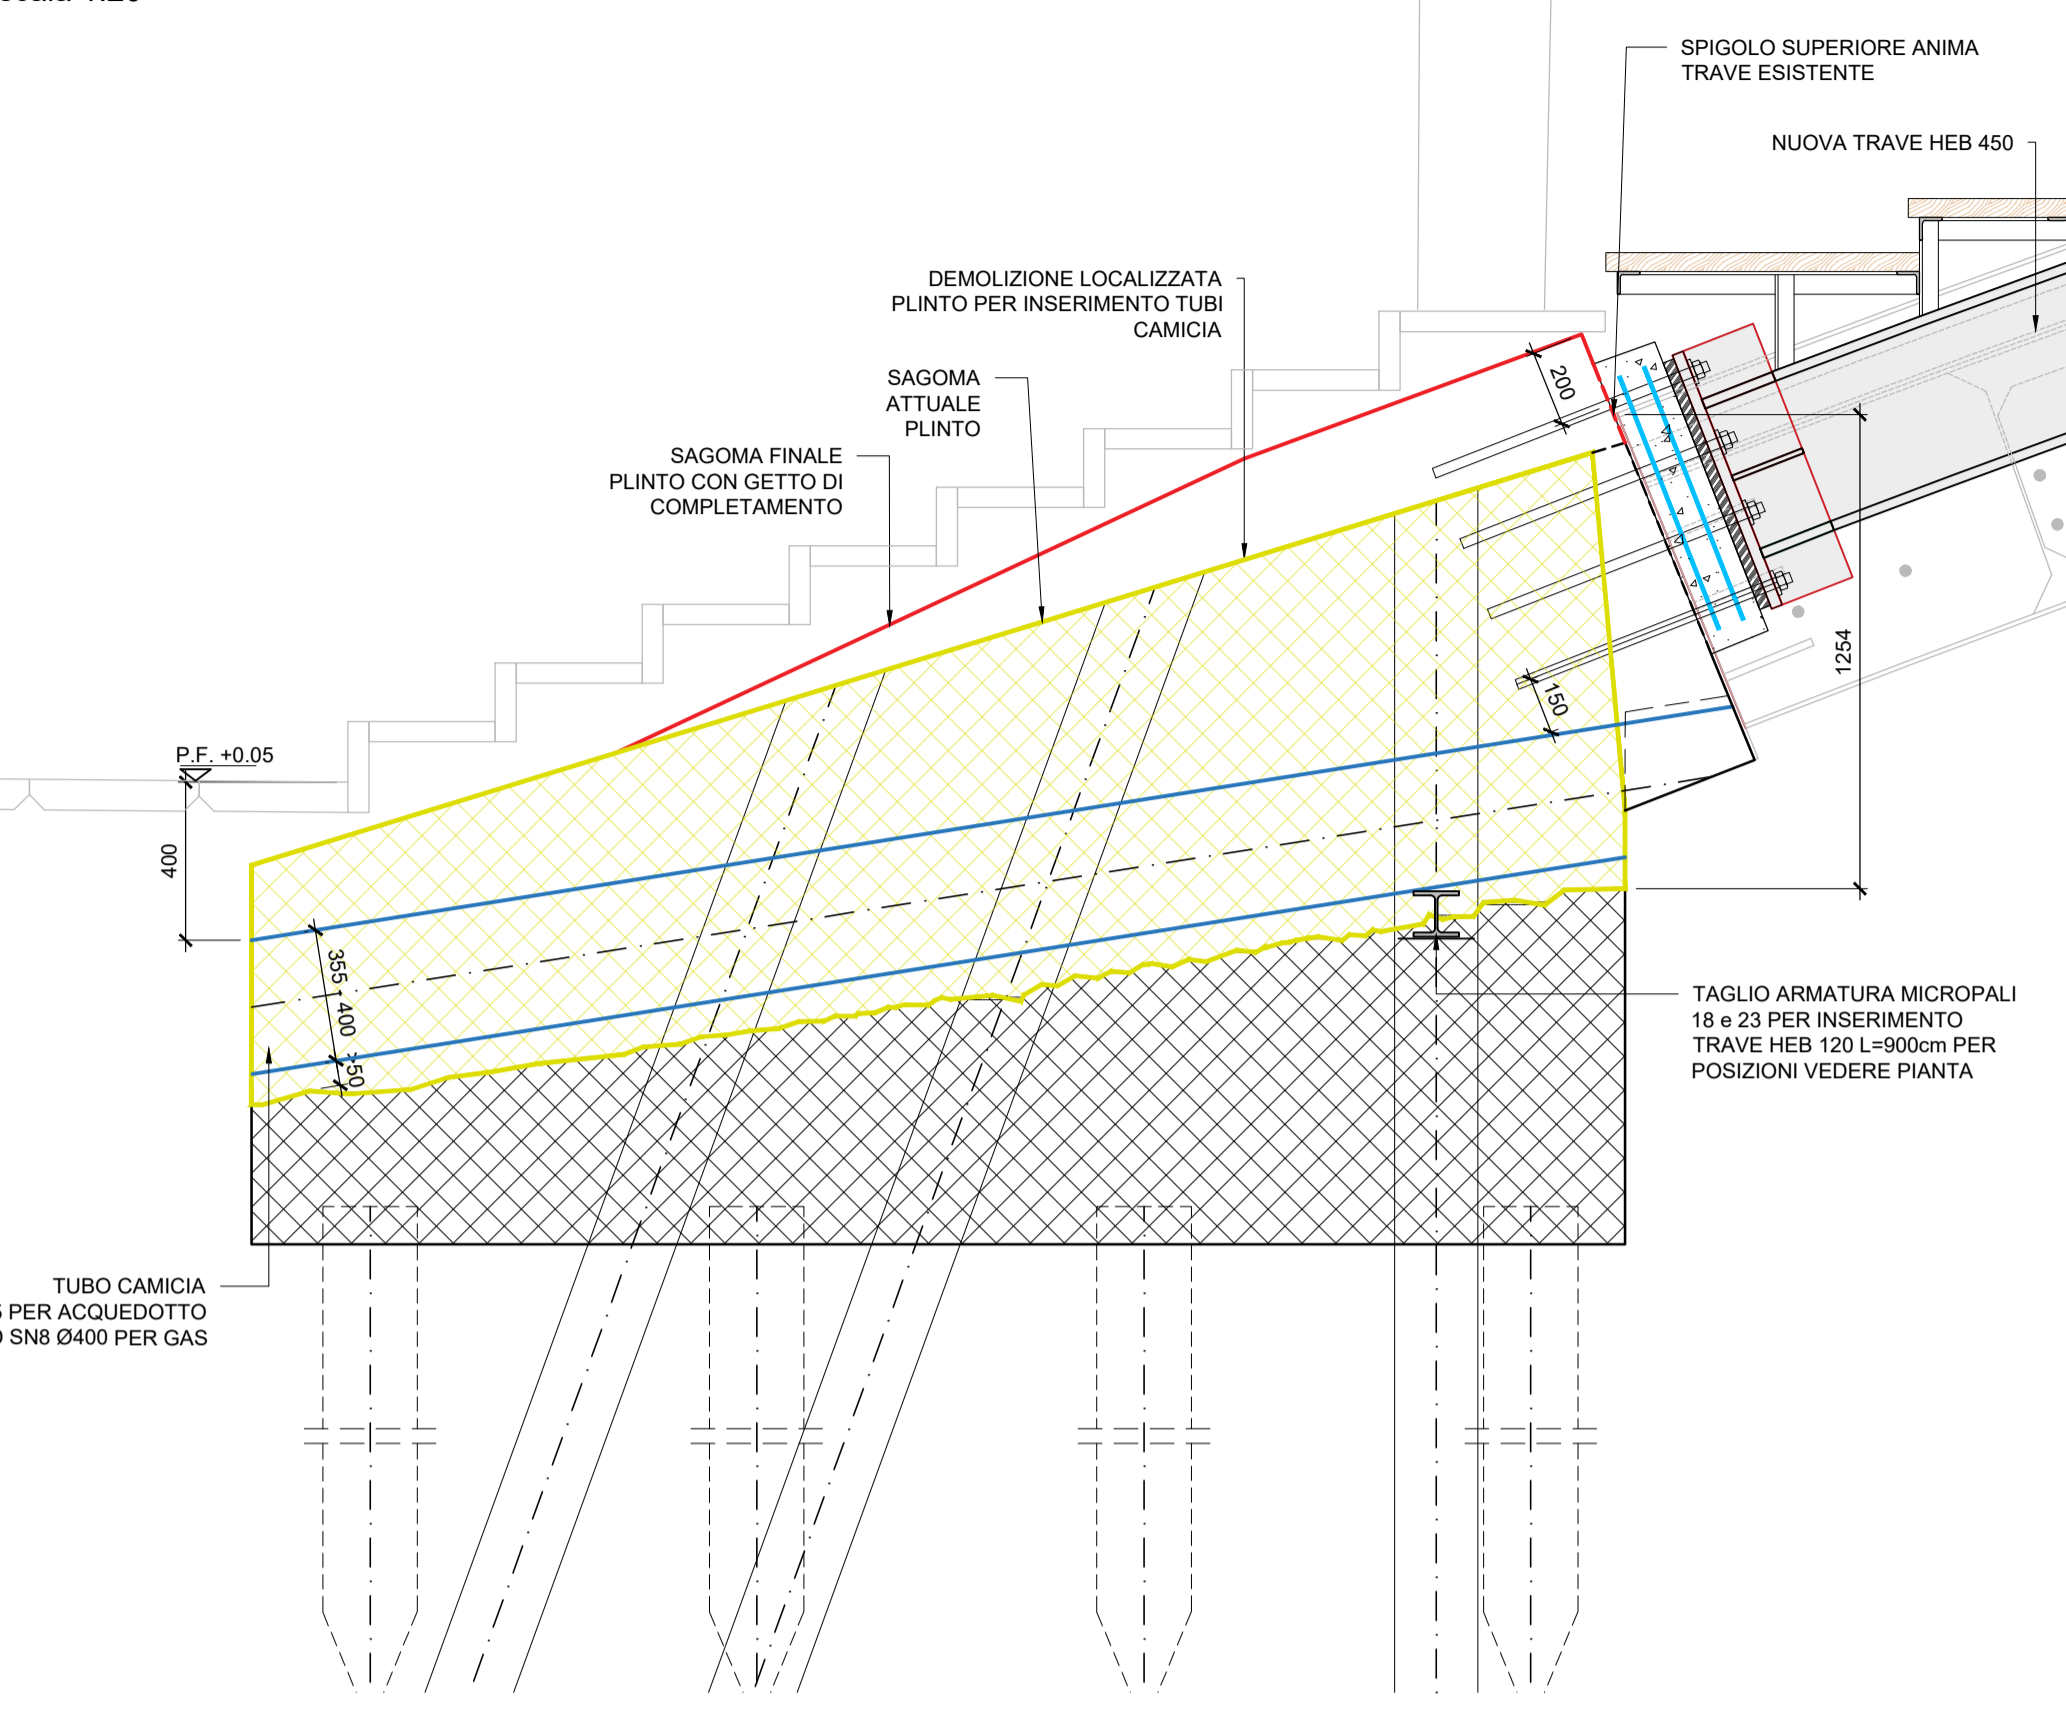 SPIGOLO SUPERIORE ANIMA
TRAVE ESISTENTE
NUOVA TRAVE HEB 450
DEMOLIZIONE LOCALIZZATA
PLINTO PER INSERIMENTO TUBI
CAMICIA
SAGOMA
ATTUALE
PLINTO
SAGOMA FINALE
PLINTO CON GETTO DI
COMPLETAMENTO
200
1254
150
P.F. +0.05
400
355 - 400
>50
TAGLIO ARMATURA MICROPALI
18 e 23 PER INSERIMENTO
TRAVE HEB 120 L=900cm PER
POSIZIONI VEDERE PIANTA
TUBO CAMICIA
PER ACQUEDOTTO
SN8 Ø400 PER GAS